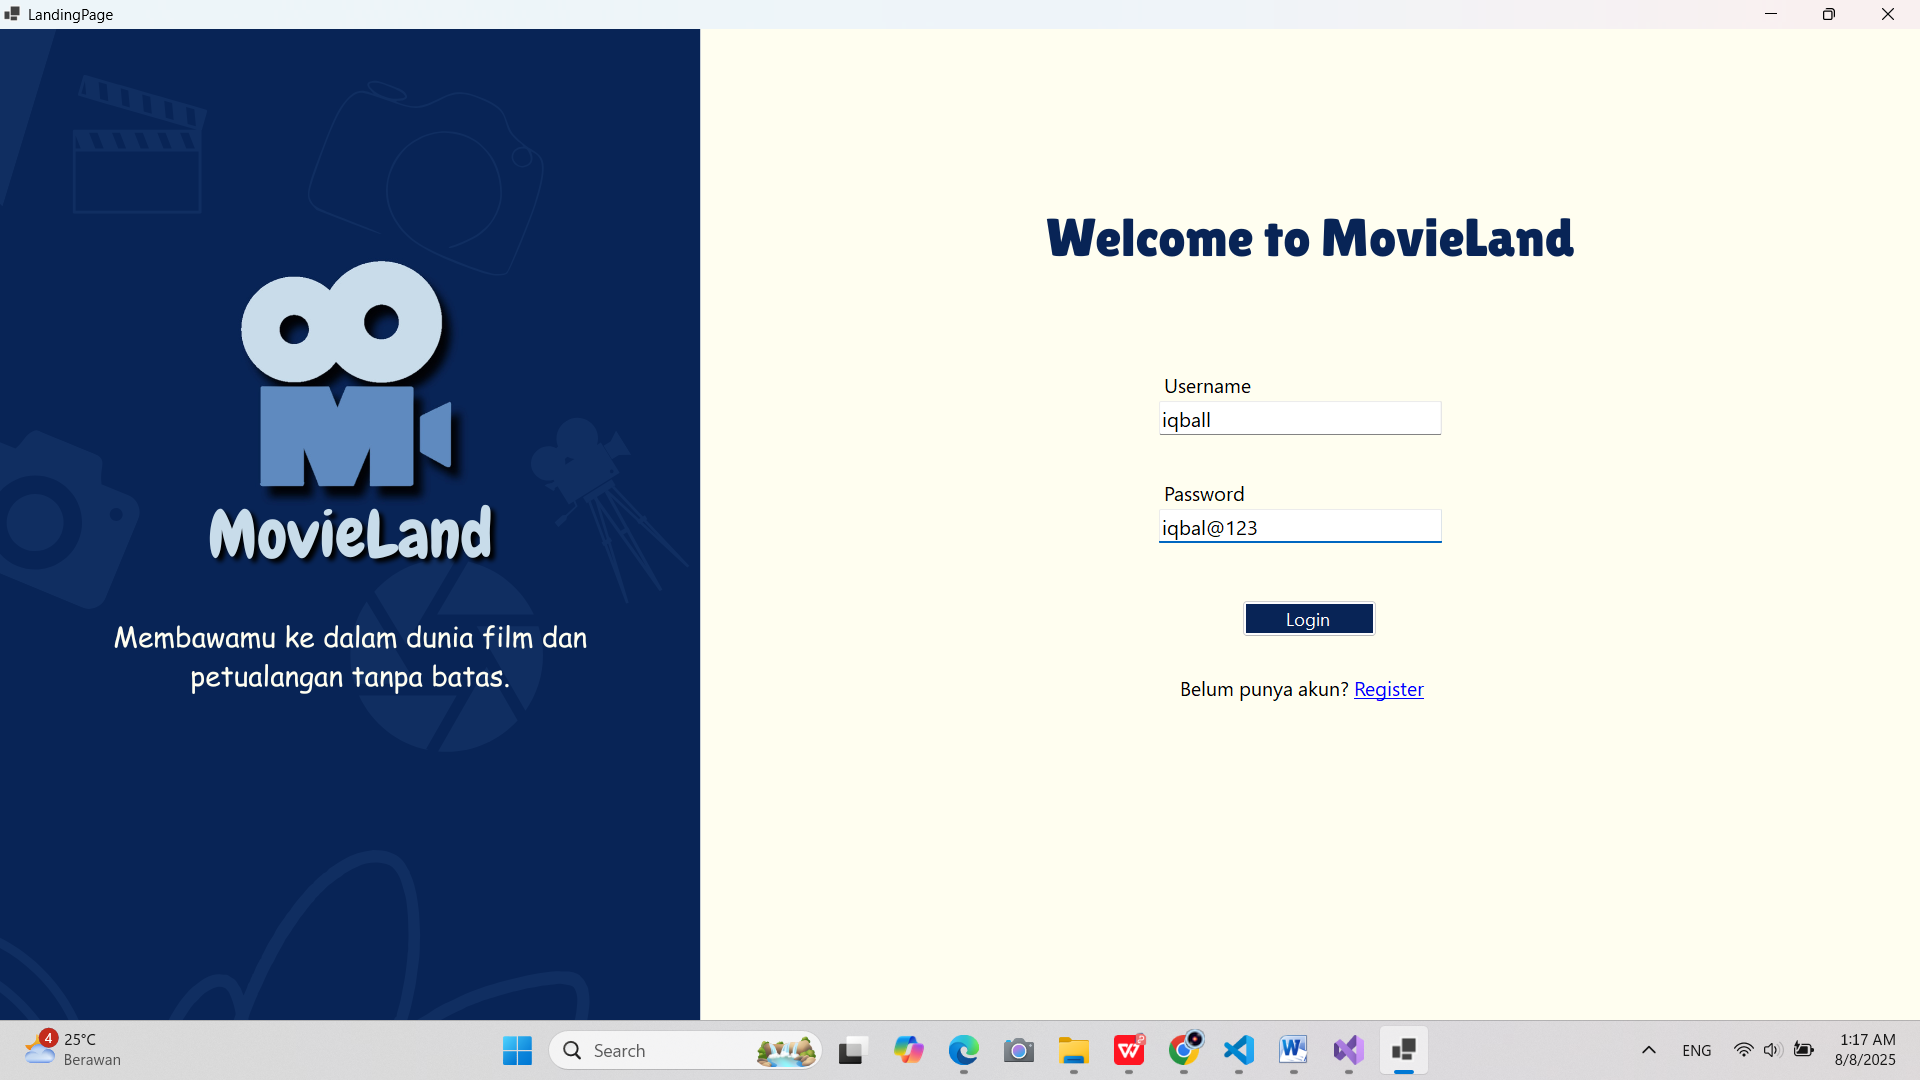 LandingPage
Welcome to MovieLand
Username
iqball
Password
iqbal@123
Login
Belum punya akun? Register
M
MovieLand
Membawamu ke dalam dunia film dan
petualangan tanpa batas.
4
25°C
Berawan
Search
ENG
1:17 AM
8/8/2025